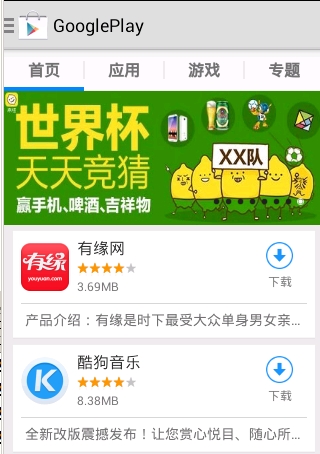 GooglePlay
首页 应用 游戏 专题
世界杯
天天竞猜
赢手机、啤酒、吉祥物
XX队
有缘
youyuan.com
有缘网
3.69MB
下载
产品介绍：有缘是时下最受大众单身男女亲...
K
酷狗音乐
8.38MB
下载
全新改版震撼发布！让您赏心悦目、随心所...